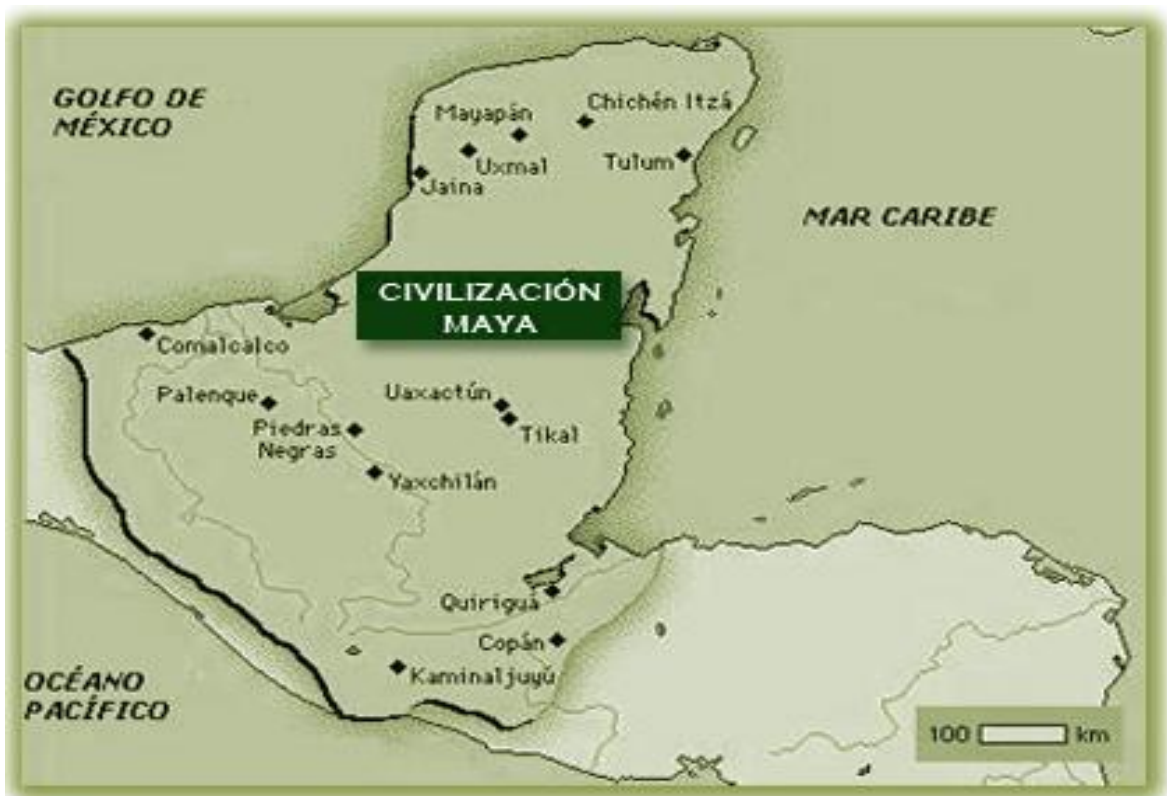 GOLFO DE
MÉXICO
Mayapán
Chichén Itzá
Uxmal
Tulum
Jaina
MAR CARIBE
CIVILIZACIÓN
MAYA
Comalcalco
Palenque
Uaxactún
Piedras
Negras
Tikal
Yaxchilán
Quiriguá
Copán
Kaminaljuyú
OCÉANO
PACÍFICO
100 km